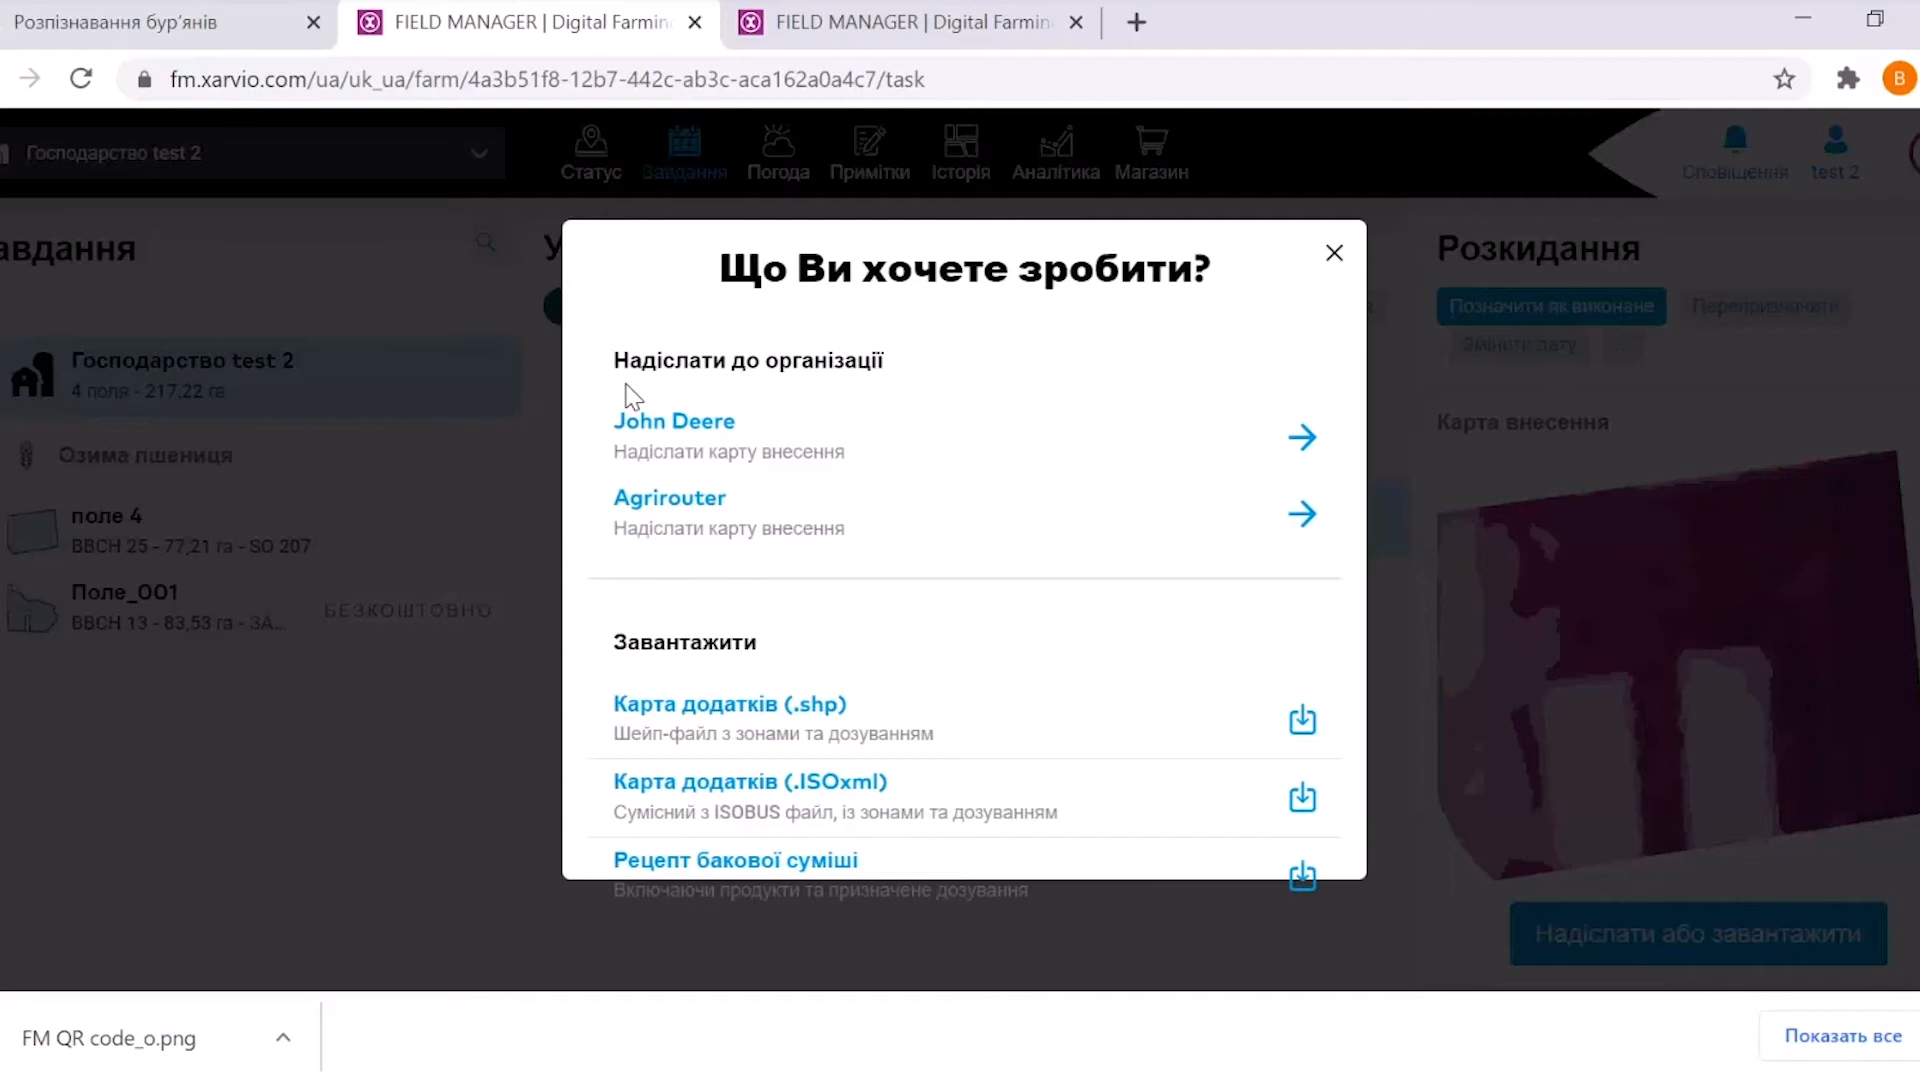 Розпізнавання бур'янів
FIELD MANAGER | Digital Farmin
FIELD MANAGER | Digital Farmin
fm.xarvio.com/ua/uk_ua/farm/4a3b51f8-12b7-442c-ab3c-aca162a0a4c7/task
B
Господарство test 2
Статус
Завдання
Погода
Примітки
Історія
Аналітика
Магазин
Сповіщення
test 2
авдання
У
Розкидання
Позначити як виконане
Перепризначити
Змінити дату
...
Господарство test 2
4 поля - 217,22 га
Озима пшениця
поле 4
BBCH 25 - 77,21 га - SO 207
Поле_001
BBCH 13 - 83,53 га - ЗА...
БЕЗКОШТОВНО
Карта внесення
Що Ви хочете зробити?
Надіслати до організації
John Deere
Надіслати карту внесення
Agrirouter
Надіслати карту внесення
Завантажити
Карта додатків (.shp)
Шейп-файл з зонами та дозуванням
Карта додатків (.ISOxml)
Сумісний з ISOBUS файл, із зонами та дозуванням
Рецепт бакової суміші
Включаючи продукти та призначене дозування
Надіслати або завантажити
FM QR code_o.png
Показать все